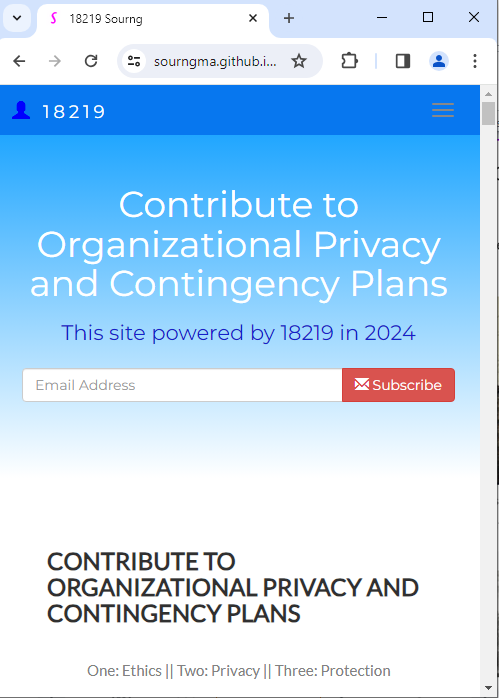 18219 Sourng
sourngma.github.i...
18219
Contribute to
Organizational Privacy
and Contingency Plans
This site powered by 18219 in 2024
Email Address
Subscribe
CONTRIBUTE TO
ORGANIZATIONAL PRIVACY AND
CONTINGENCY PLANS
One: Ethics || Two: Privacy || Three: Protection